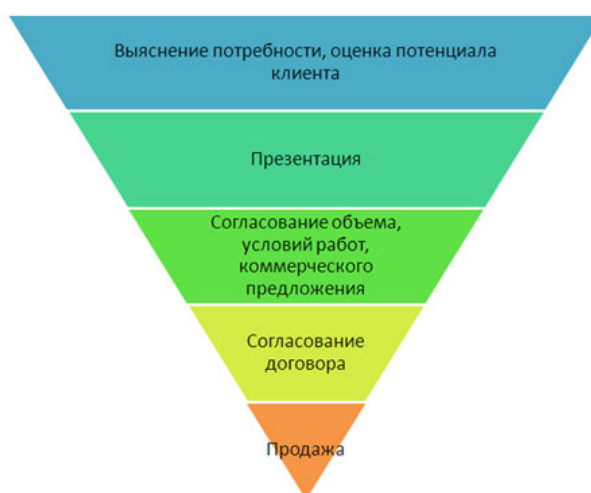 Выяснение потребности, оценка потенциала
клиента
Презентация
Согласование объема,
условий работ,
коммерческого
предложения
Согласование
договора
Продажа